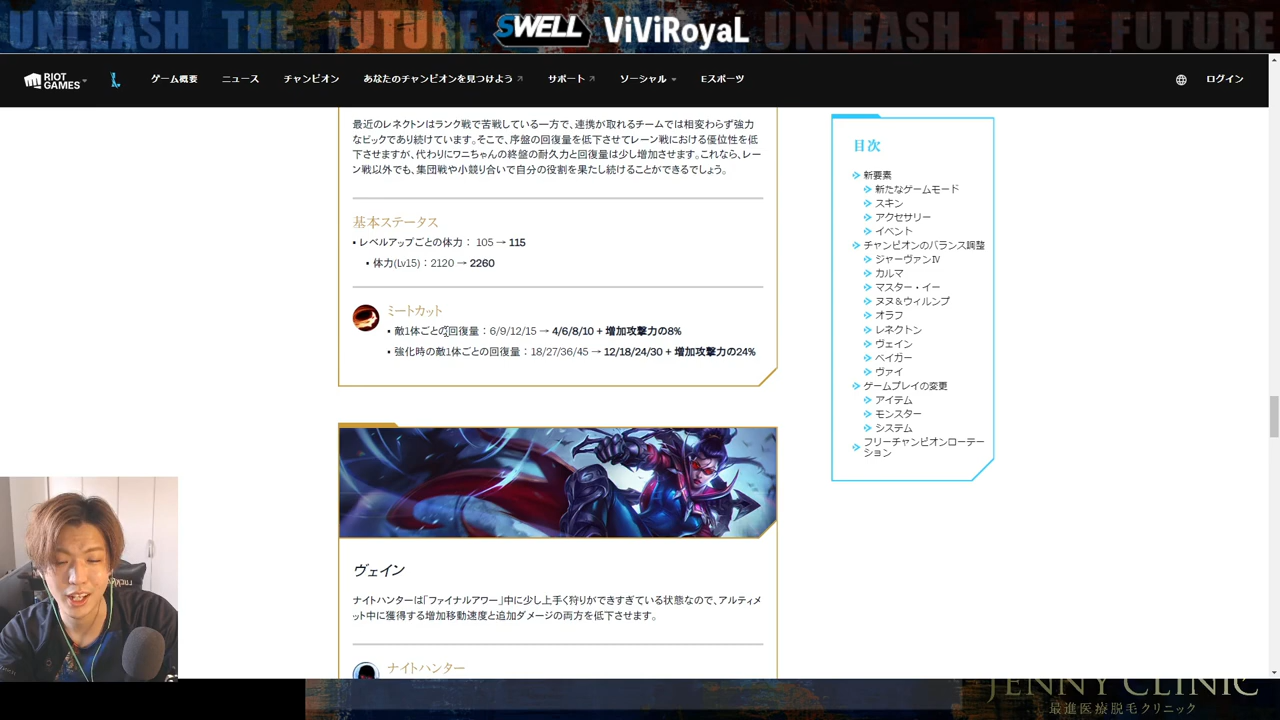 UNLEASH THE FUTURE SWELL ViViRoyaL UNLEASH THE FUTURE
RIOT GAMES ゲーム概要 ニュース チャンピオン あなたのチャンピオンを見つけよう サポート ソーシャル Eスポーツ ログイン
最近のレネクトンはランク戦で苦戦している一方で、連携が取れるチームでは相変わらず強力
なピックであり続けています。そこで、序盤の回復量を低下させてレーン戦における優位性を低
下させますが、代わりにワニちゃんの終盤の耐久力と回復量は少し増加させます。これなら、レー
ン戦以外でも、集団戦や小競り合いで自分の役割を果たし続けることができるでしょう。
基本ステータス
• レベルアップごとの体力： 105 → 115
• 体力(Lv15)：2120 → 2260
ミートカット
• 敵1体ごとの回復量：6/9/12/15 → 4/6/8/10 + 増加攻撃力の8%
• 強化時の敵1体ごとの回復量：18/27/36/45 → 12/18/24/30 + 増加攻撃力の24%
ヴェイン
ナイトハンターは「ファイナルアワー」中に少し上手く狩りができすぎている状態なので、アルティメ
ット中に獲得する増加移動速度と追加ダメージの両方を低下させます。
ナイトハンター
目次
新要素
新たなゲームモード
スキン
アクセサリー
イベント
チャンピオンのバランス調整
ジャーヴァンⅣ
カルマ
マスター・イー
ヌヌ＆ウィルンプ
オラフ
レネクトン
ヴェイン
ベイガー
ヴァイ
ゲームプレイの変更
アイテム
モンスター
システム
フリーチャンピオンローテー
ション
JENNY CLINIC
最進医療脱毛クリニック